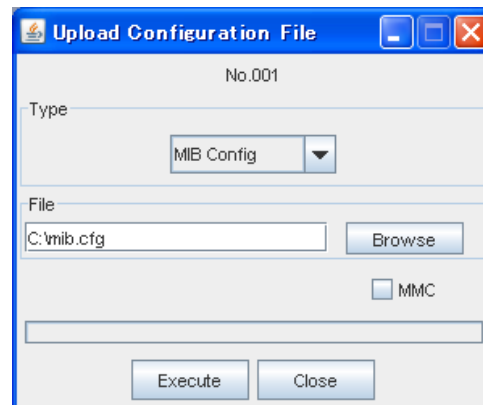 Upload Configuration File
No.001
Type
MIB Config
File
C:\mib.cfg
Browse
MMC
Execute Close